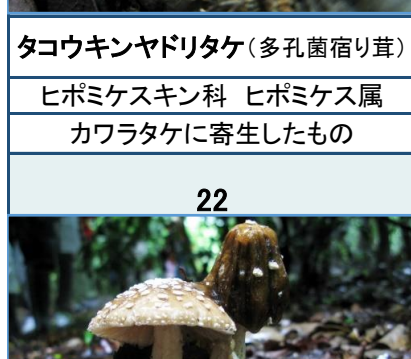 タコウキンヤドリタケ(多孔菌宿り茸)
ヒポミケスキン科 ヒポミケス属
カワラタケに寄生したもの
22